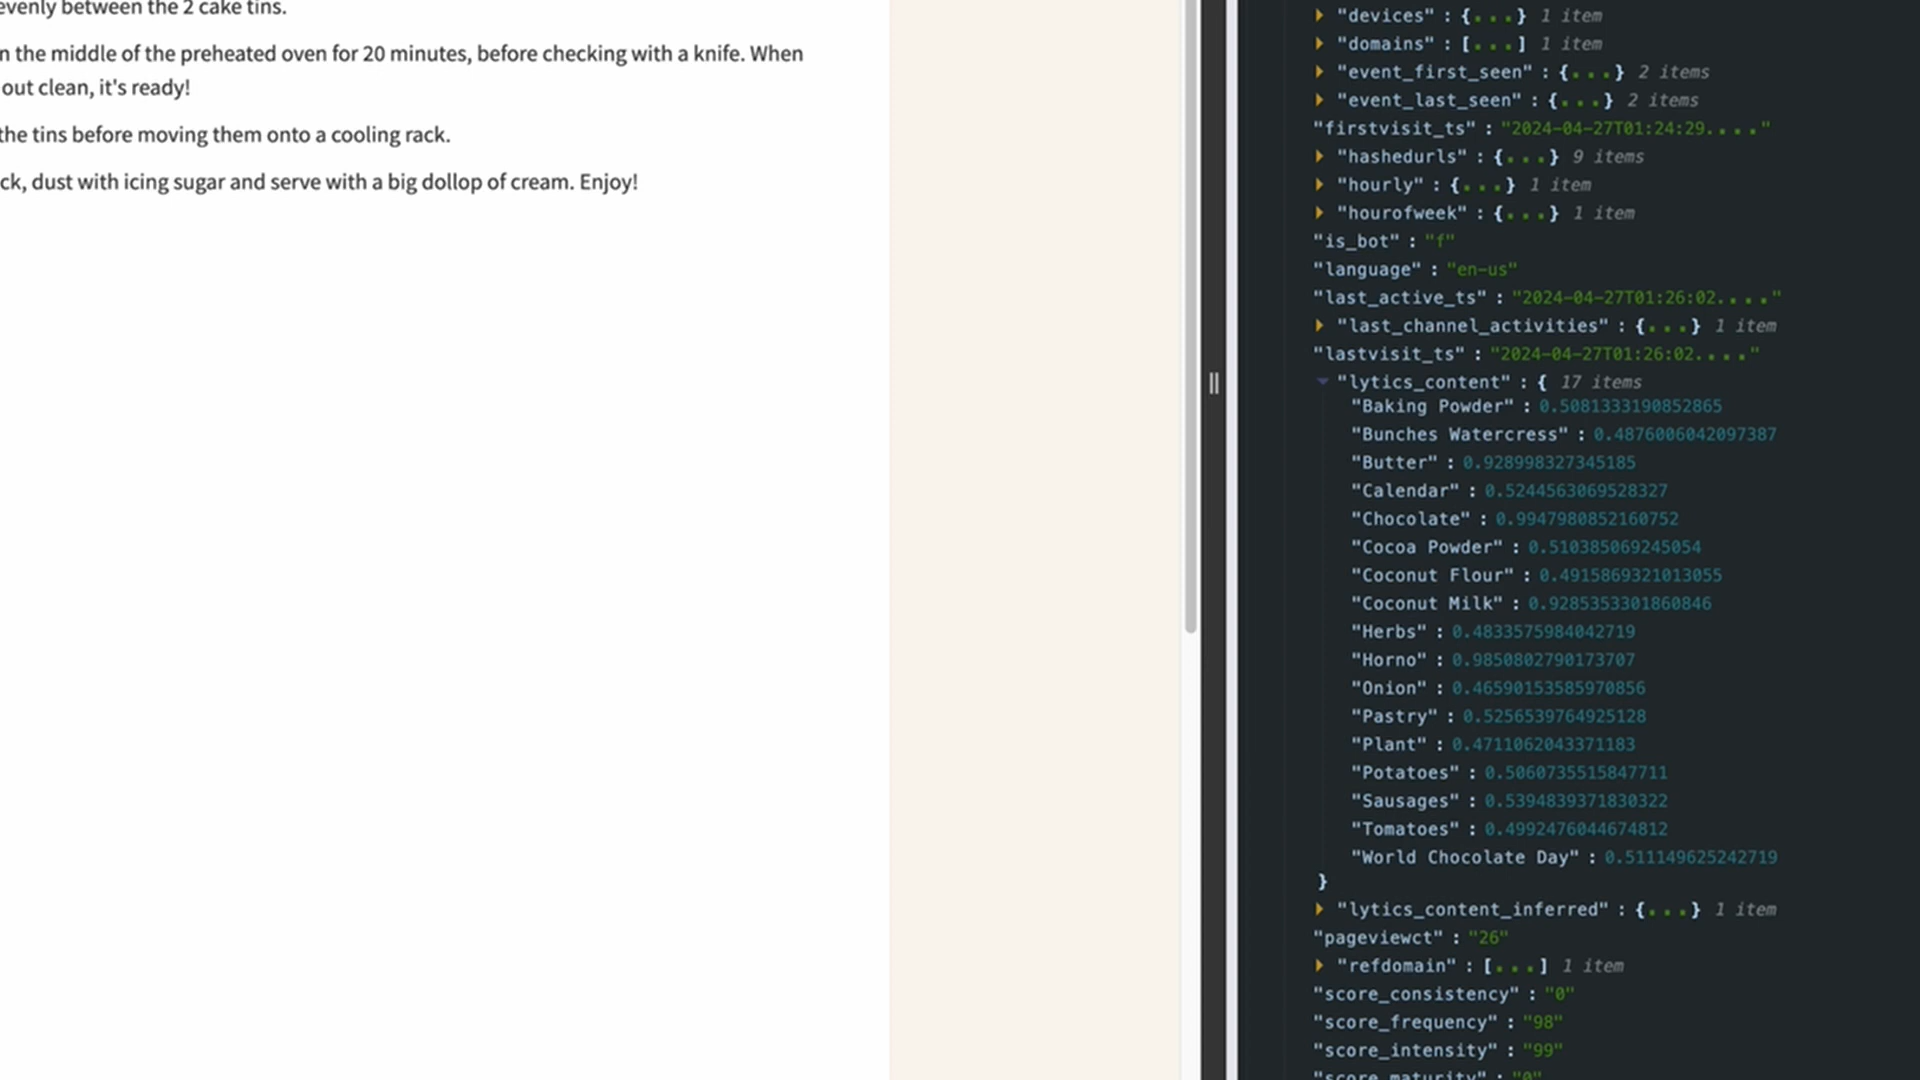 evenly between the 2 cake tins.
n the middle of the preheated oven for 20 minutes, before checking with a knife. When
out clean, it's ready!
the tins before moving them onto a cooling rack.
ck, dust with icing sugar and serve with a big dollop of cream. Enjoy!
"devices" : {...} 1 item
"domains" : [...] 1 item
"event_first_seen" : {...} 2 items
"event_last_seen" : {...} 2 items
"firstvisit_ts" : "2024-04-27T01:24:29...."
"hashedurls" : {...} 9 items
"hourly" : {...} 1 item
"hourofweek" : {...} 1 item
"is_bot" : "f"
"language" : "en-us"
"last_active_ts" : "2024-04-27T01:26:02...."
"last_channel_activities" : {...} 1 item
"lastvisit_ts" : "2024-04-27T01:26:02...."
"lytics_content" : { 17 items
"Baking Powder" : 0.5081333190852865
"Bunches Watercress" : 0.4876006042097387
"Butter" : 0.928998327345185
"Calendar" : 0.5244563069528327
"Chocolate" : 0.9947980852160752
"Cocoa Powder" : 0.510385069245054
"Coconut Flour" : 0.4915869321013055
"Coconut Milk" : 0.9285353301860846
"Herbs" : 0.4833575984042719
"Horno" : 0.9850802790173707
"Onion" : 0.46590153585970856
"Pastry" : 0.5256539764925128
"Plant" : 0.4711062043371183
"Potatoes" : 0.5060735515847711
"Sausages" : 0.5394839371830322
"Tomatoes" : 0.4992476044674812
"World Chocolate Day" : 0.511149625242719
}
"lytics_content_inferred" : {...} 1 item
"pageviewct" : "26"
"refdomain" : [...] 1 item
"score_consistency" : "0"
"score_frequency" : "98"
"score_intensity" : "99"
"score_maturity" : "0"